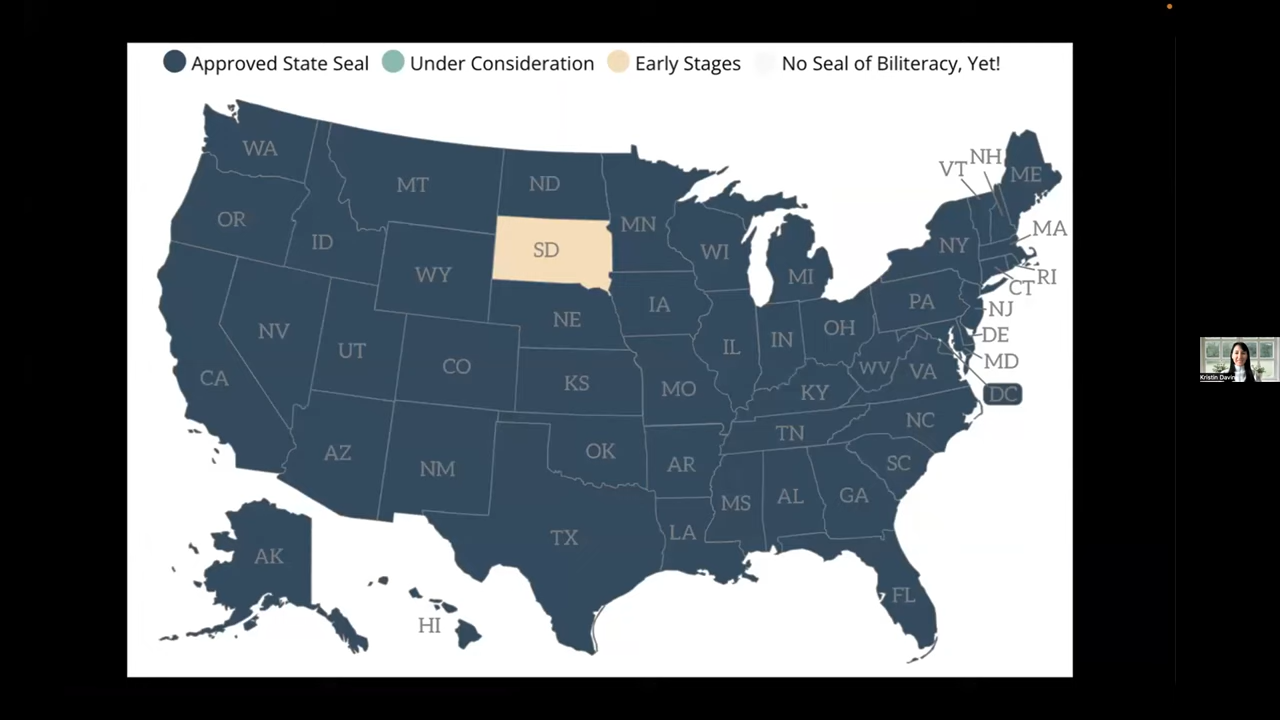 Approved State Seal Under Consideration Early Stages No Seal of Biliteracy, Yet!
WA
MT
ND
MN
OR
ID
WY
SD
WI
MI
NY
VT
NH
ME
MA
RI
CT
NJ
DE
MD
DC
PA
NV
UT
CO
NE
IA
IL
IN
OH
WV
VA
CA
KS
MO
KY
AZ
NM
OK
AR
TN
NC
SC
MS
AL
GA
TX
LA
FL
AK
HI
Kristin